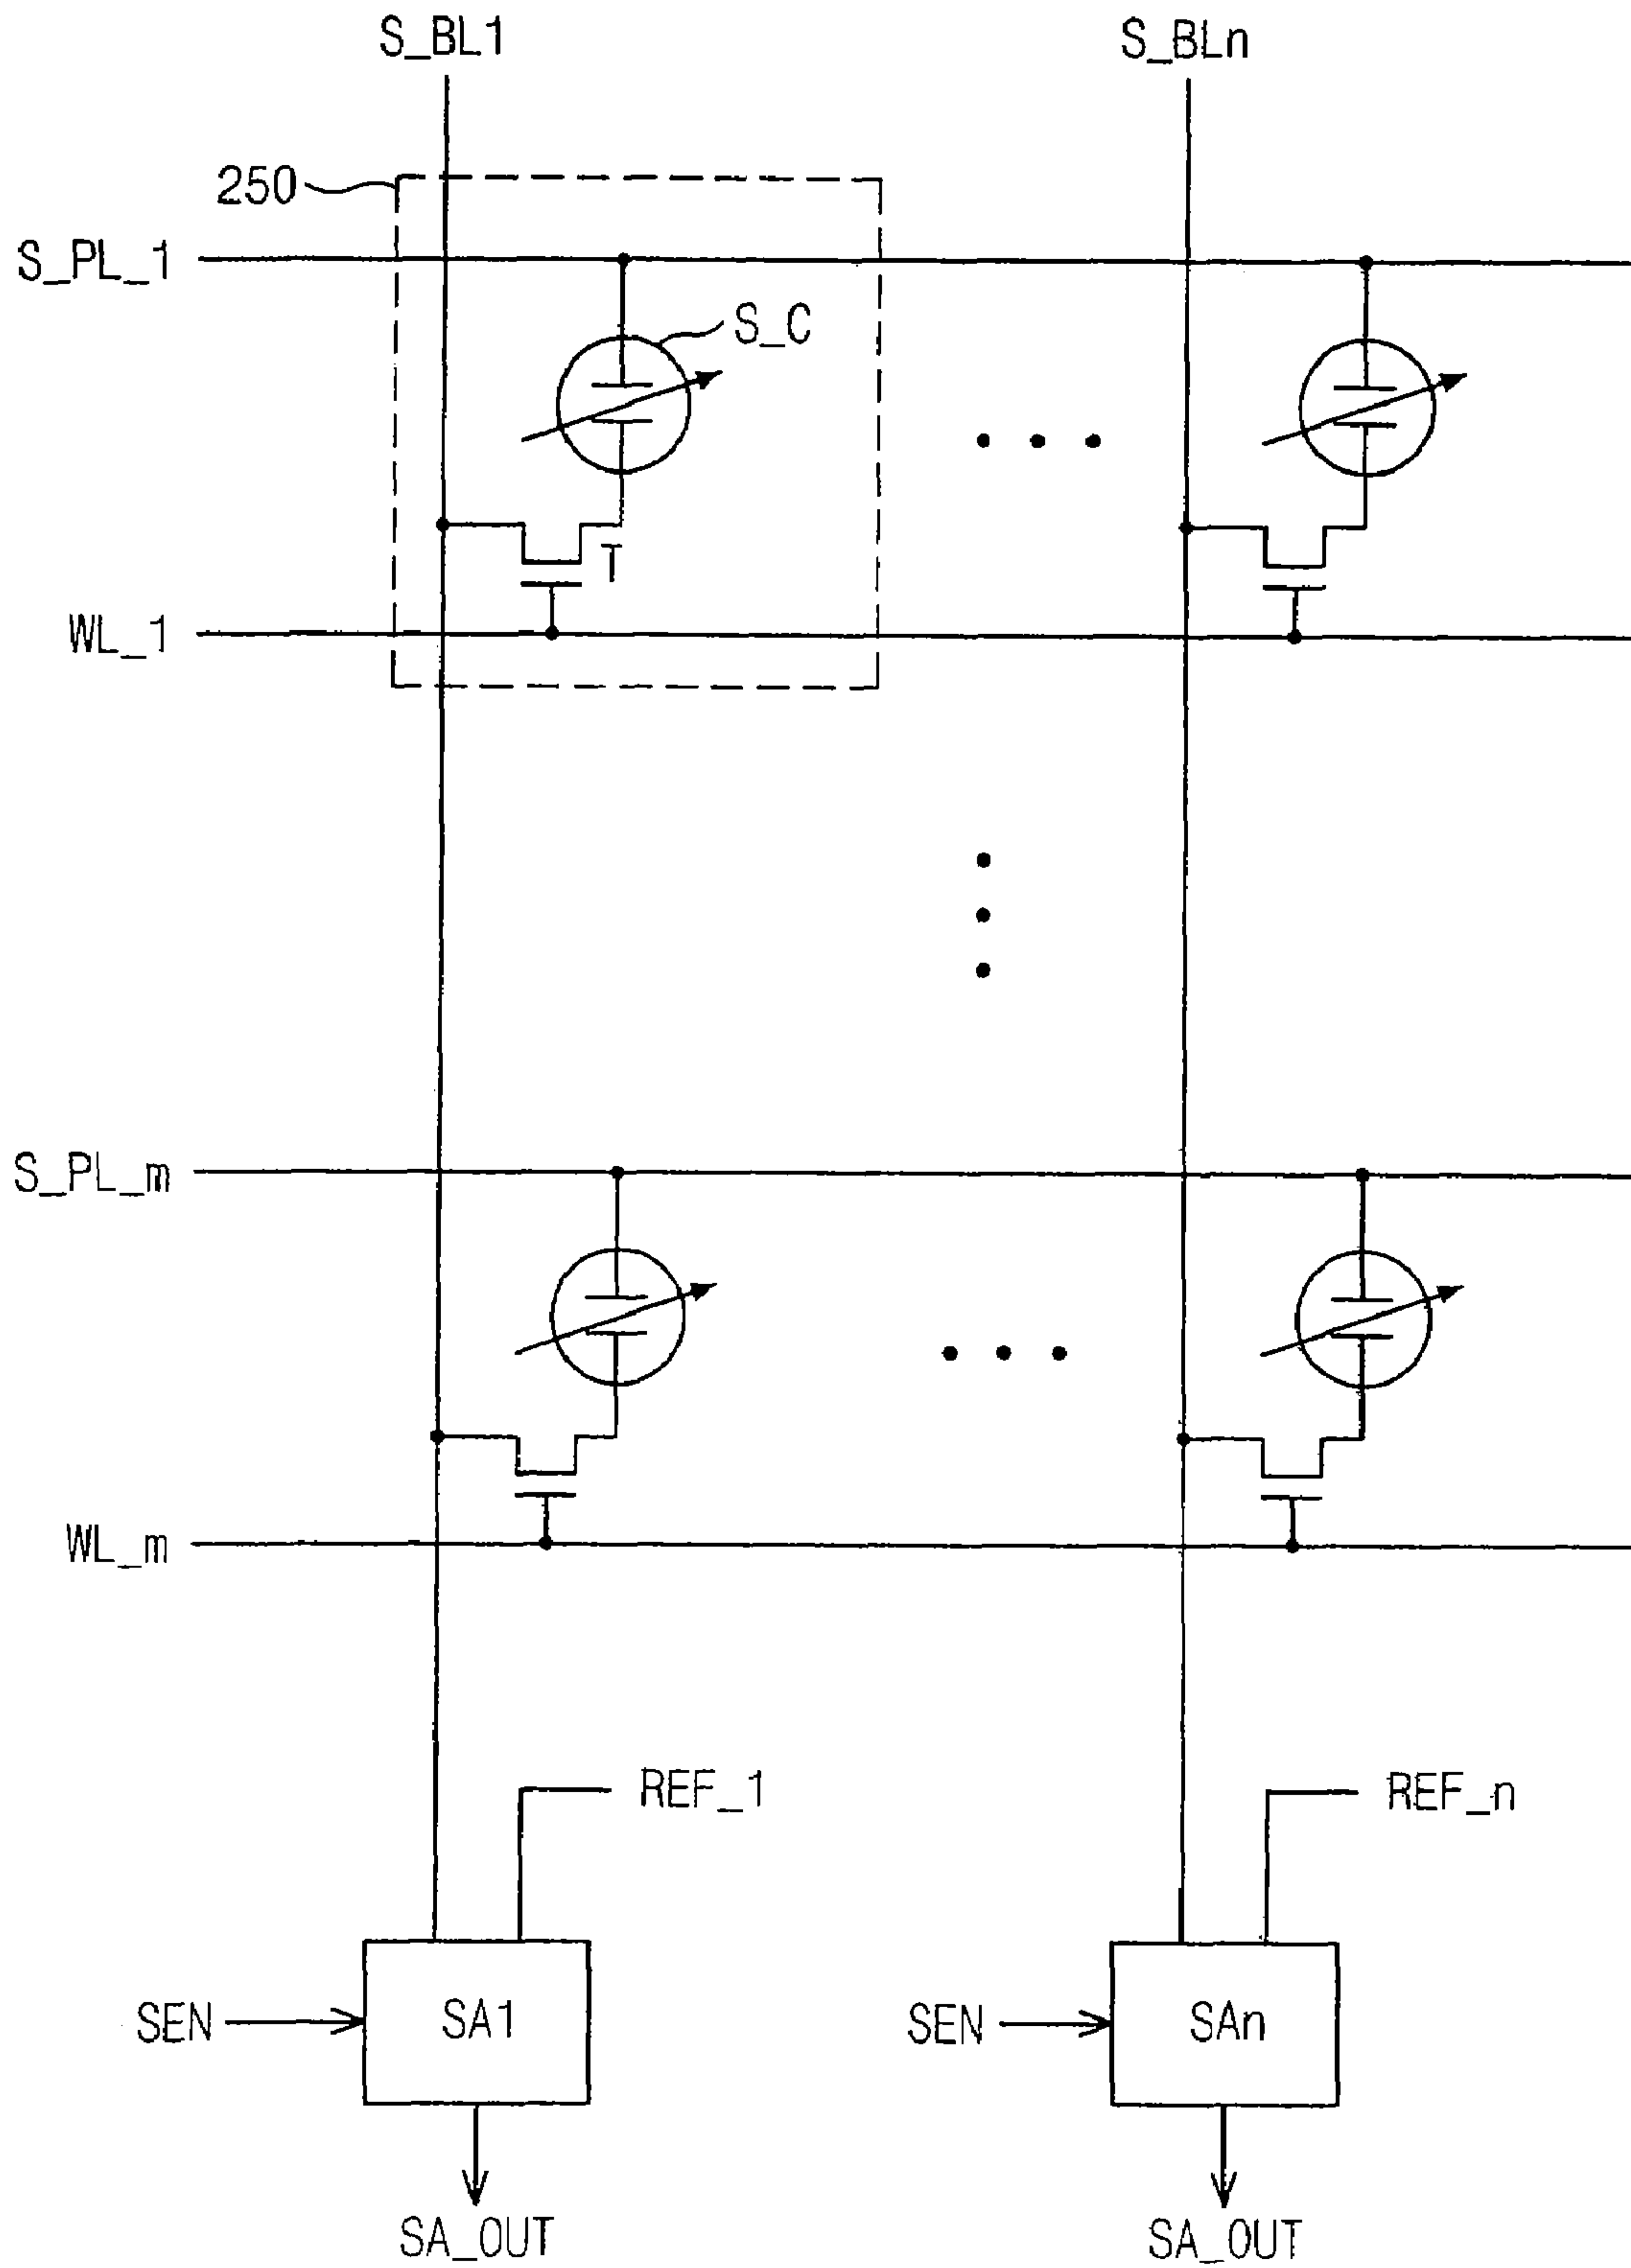 S_BL1
S_BLn
250
S_PL_1
S_C
T
WL_1
S_PL_m
WL_m
REF_1
REF_n
SEN
SA1
SEN
SAn
SA_OUT
SA_OUT